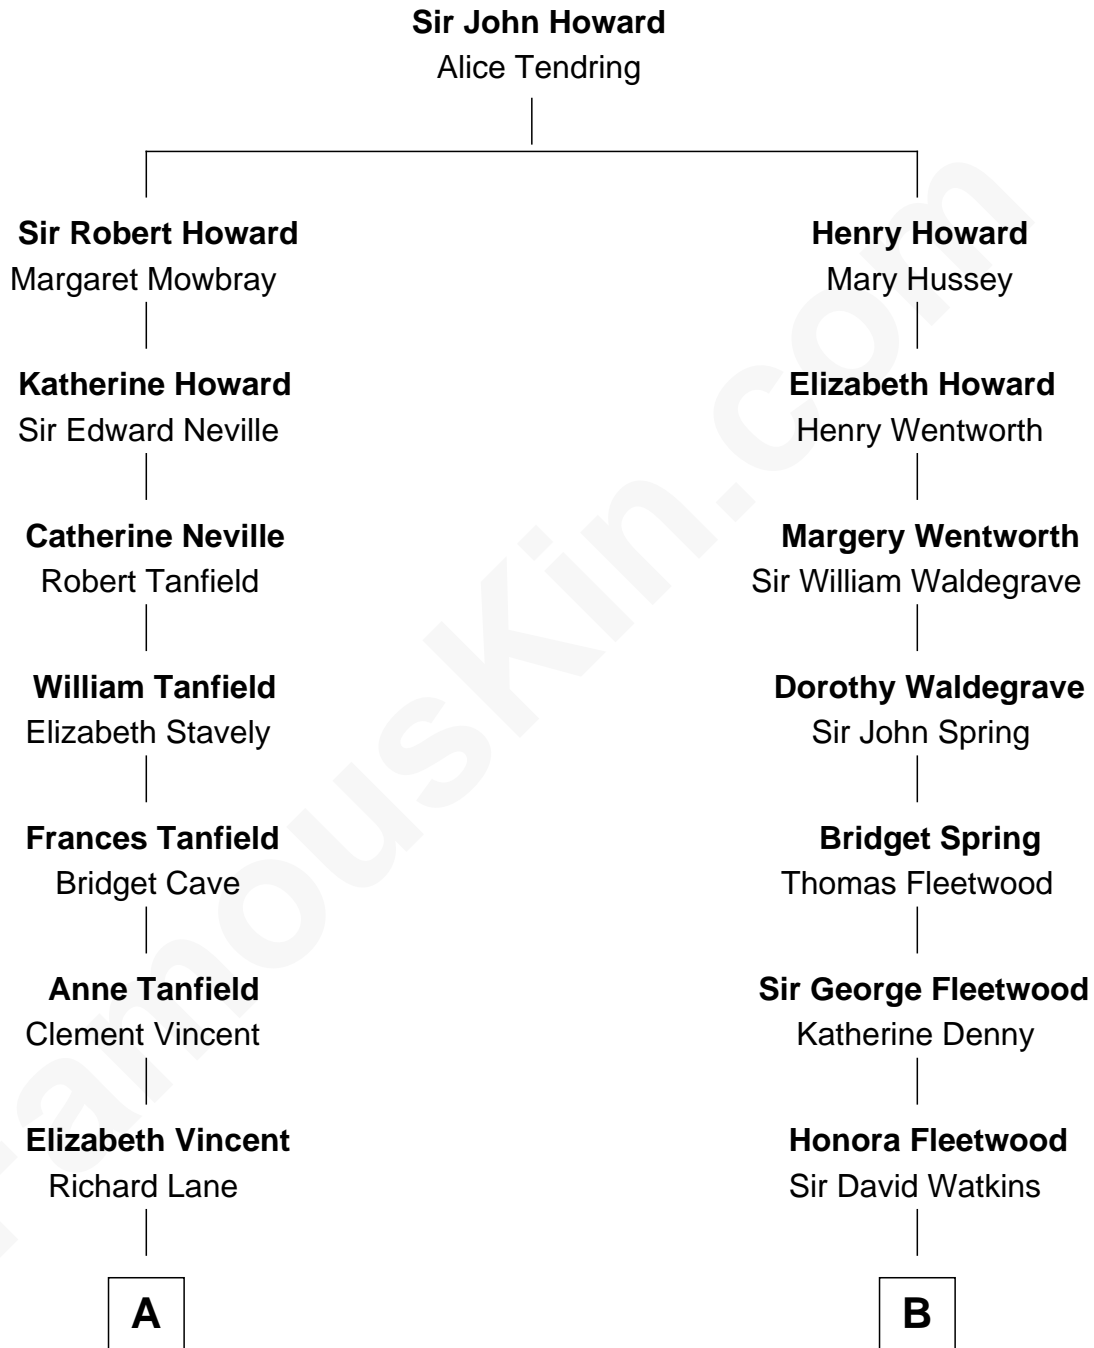 Sir John Howard
Alice Tendring
Sir Robert Howard
Margaret Mowbray
Henry Howard
Mary Hussey
Katherine Howard
Sir Edward Neville
Elizabeth Howard
Henry Wentworth
Catherine Neville
Robert Tanfield
Margery Wentworth
Sir William Waldegrave
William Tanfield
Elizabeth Stavely
Dorothy Waldegrave
Sir John Spring
Frances Tanfield
Bridget Cave
Bridget Spring
Thomas Fleetwood
Anne Tanfield
Clement Vincent
Sir George Fleetwood
Katherine Denny
Elizabeth Vincent
Richard Lane
Honora Fleetwood
Sir David Watkins
A
B
FamousKin.com